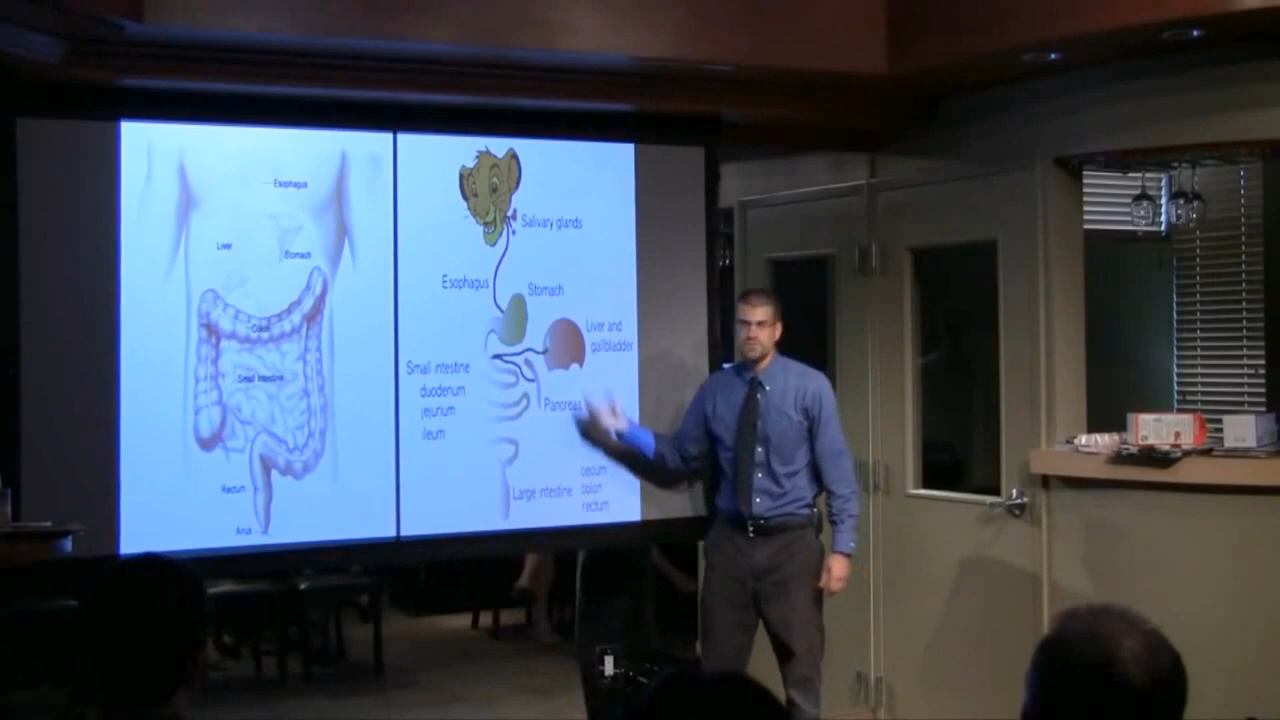 Esophagus
Liver
Stomach
Colon
Small Intestine
Rectum
Anus
Salivary glands
Esophagus
Stomach
Liver and
gallbladder
Small intestine
duodenum
jejunum
ileum
Pancreas
Large intestine
cecum
colon
rectum